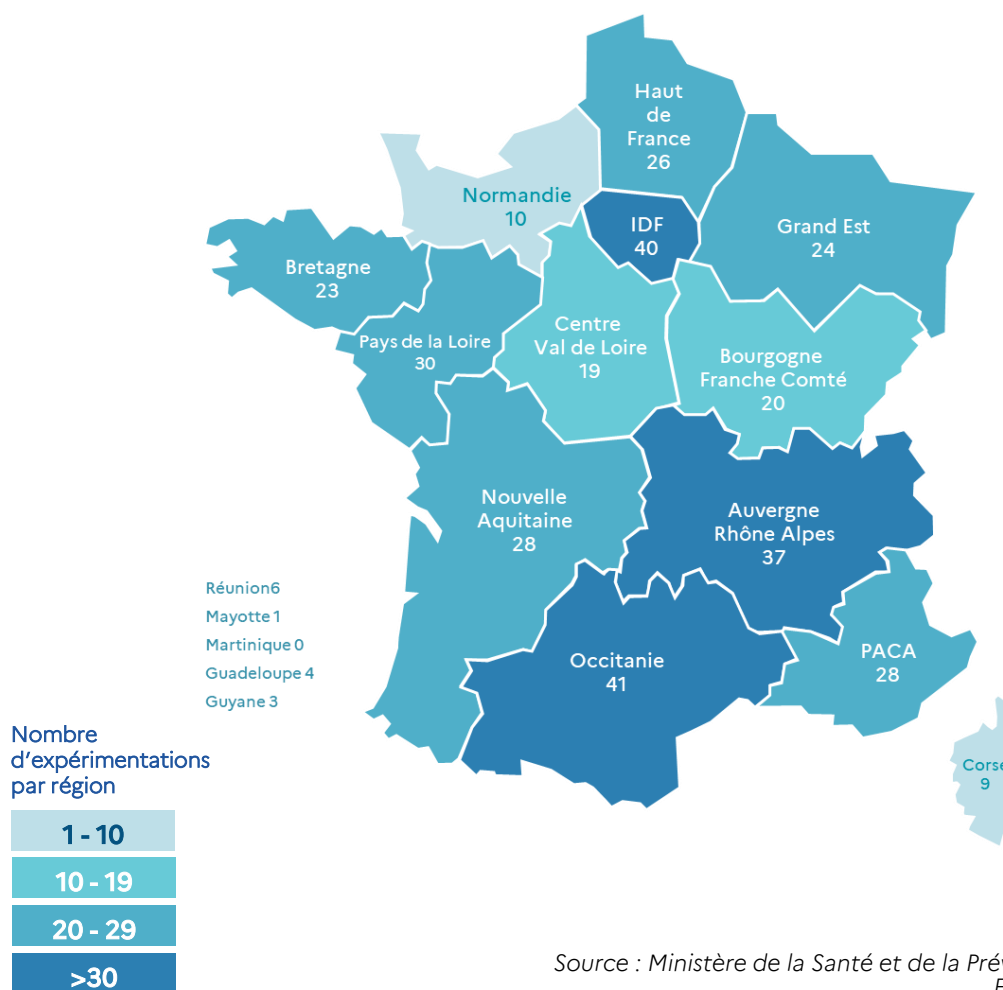 Haut
de
France
26
Normandie
10
IDF
40
Grand Est
24
Bretagne
23
Pays de la Loire
30
Centre
Val de Loire
19
Bourgogne
Franche Comté
20
Nouvelle
Aquitaine
28
Auvergne
Rhône Alpes
37
Occitanie
41
PACA
28
Corse
9
Réunion6
Mayotte 1
Martinique 0
Guadeloupe 4
Guyane 3
Nombre
d'expérimentations
par région
1 - 10
10 - 19
20 - 29
>30
Source : Ministère de la Santé et de la Prév